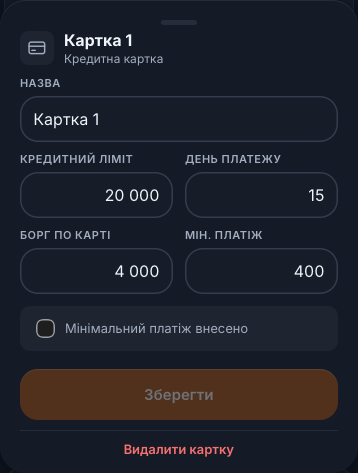 Картка 1
Кредитна картка
НАЗВА
Картка 1
КРЕДИТНИЙ ЛІМІТ ДЕНЬ ПЛАТЕЖУ
20 000 15
БОРГ ПО КАРТІ МІН. ПЛАТІЖ
4 000 400
Мінімальний платіж внесено
Зберегти
Видалити картку